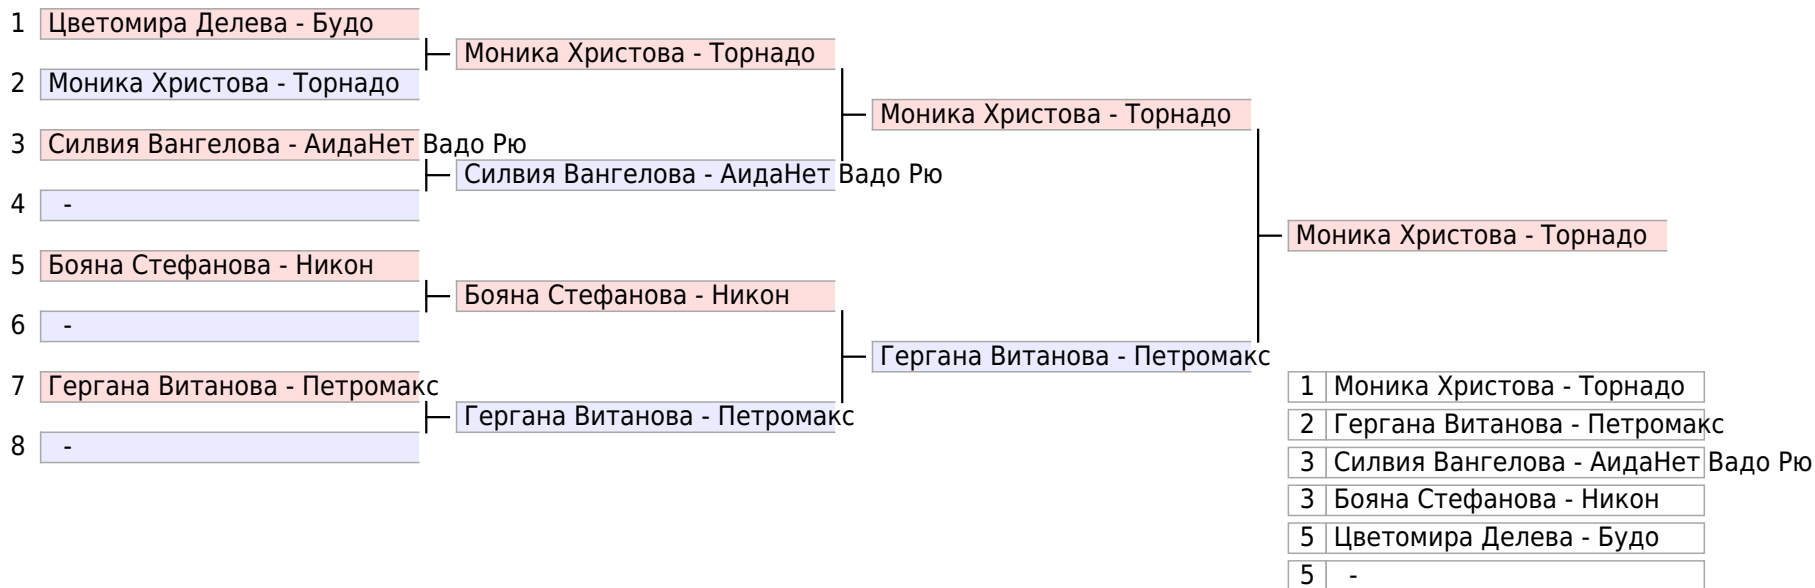 1 Цветомира Делева - Будо
2 Моника Христова - Торнадо
3 Силвия Вангелова - АидаНет Вадо Рю
4 -
5 Бояна Стефанова - Никон
6 -
7 Гергана Витанова - Петромакс
8 -
Моника Христова - Торнадо
Силвия Вангелова - АидаНет Вадо Рю
Бояна Стефанова - Никон
Гергана Витанова - Петромакс
Моника Христова - Торнадо
Гергана Витанова - Петромакс
Моника Христова - Торнадо
1 Моника Христова - Торнадо
2 Гергана Витанова - Петромакс
3 Силвия Вангелова - АидаНет Вадо Рю
3 Бояна Стефанова - Никон
5 Цветомира Делева - Будо
5 -